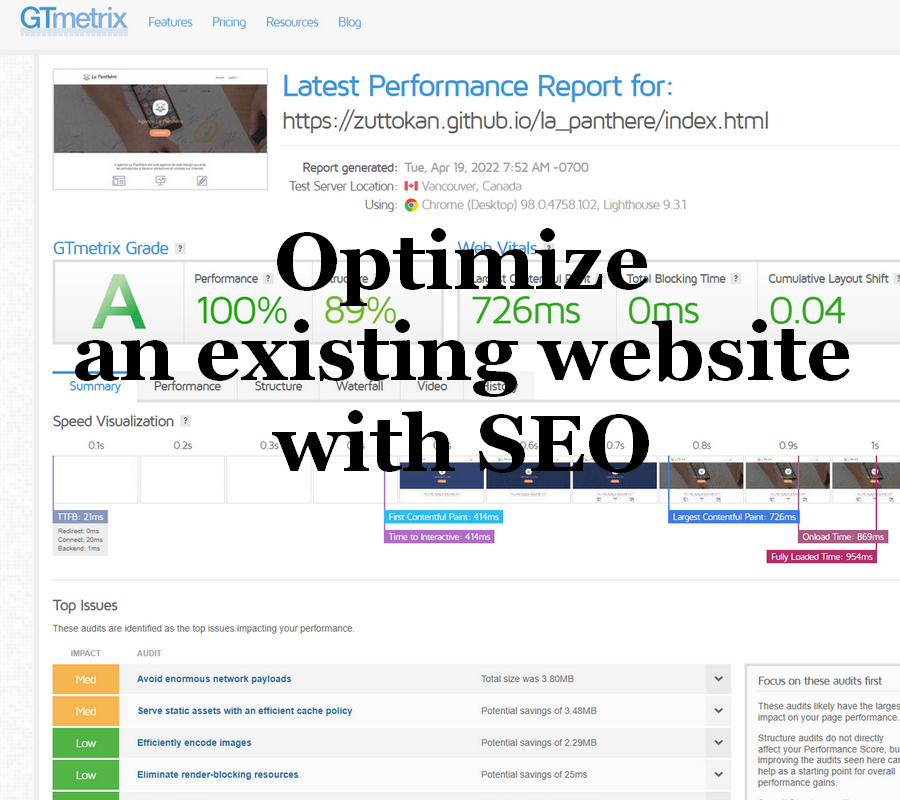 GTmetrix
Features Pricing Resources Blog
La Panthère
Latest Performance Report for:
https://zuttokan.github.io/la_panthere/index.html
Report generated: Tue, Apr 19, 2022 7:52 AM -0700
Test Server Location: Vancouver, Canada
Using: Chrome (Desktop) 98.0.4758.102, Lighthouse 9.3.1
Optimize
an existing website
with SEO
GTmetrix Grade ?
Web Vitals ?
A
Performance ?
100%
Structure
89%
Largest Contentful Paint
726ms
Total Blocking Time ?
0ms
Cumulative Layout Shift ?
0.04
Summary Performance Structure Waterfall Video History
Speed Visualization ?
0.1s 0.2s 0.3s 0.6s 0.7s 0.8s 0.9s 1s
TTFB: 21ms
Redirect: 0ms
Connect: 20ms
Backend: 1ms
First Contentful Paint: 414ms
Time to Interactive: 414ms
Largest Contentful Paint: 726ms
Onload Time: 869ms
Fully Loaded Time: 954ms
Top Issues
These audits are identified as the top issues impacting your performance.
IMPACT AUDIT
Med Avoid enormous network payloads Total size was 3.80MB
Med Serve static assets with an efficient cache policy Potential savings of 3.48MB
Low Efficiently encode images Potential savings of 2.29MB
Low Eliminate render-blocking resources Potential savings of 25ms
Focus on these audits first
These audits likely have the larges
impact on your page performance.
Structure audits do not directly
affect your Performance Score, bu
improving the audits seen here car
help as a starting point for overall
performance gains.